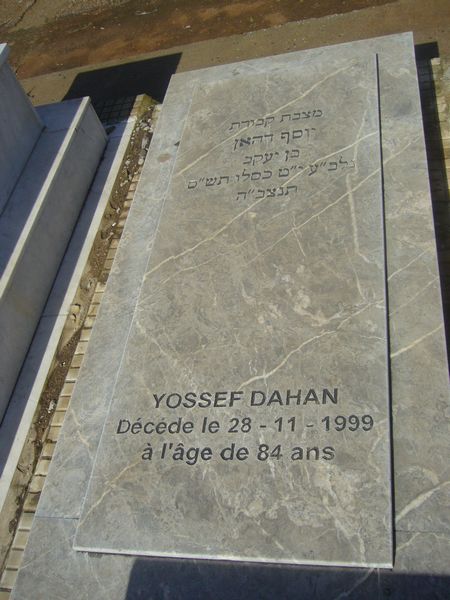 מצבת קבורת
יוסף דהאן
בן יעקב
נלב"ע י"ט כסלו תש"ס
תנצב"ה
YOSSEF DAHAN
Décéde le 28 - 11 - 1999
à l'âge de 84 ans